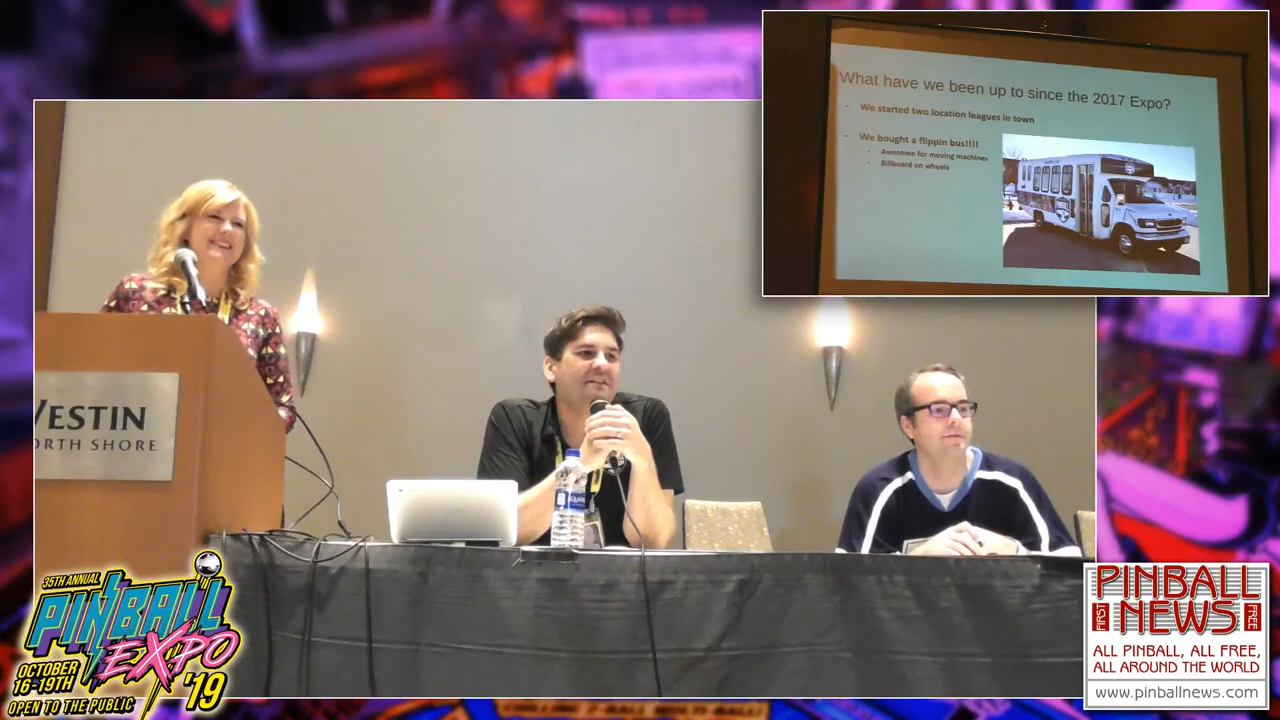 What have we been up to since the 2017 Expo?
- We started two location leagues in town
- We bought a flippin bus!!!!
- Awesome for moving machines
- Billboard on wheels
VESTIN
ORTH SHORE
35TH ANNUAL
PINBALL
EXPO
'19
OCTOBER
16-19TH
OPEN TO THE PUBLIC
PINBALL
FIRST NEWS FREE
ALL PINBALL, ALL FREE,
ALL AROUND THE WORLD
www.pinballnews.com